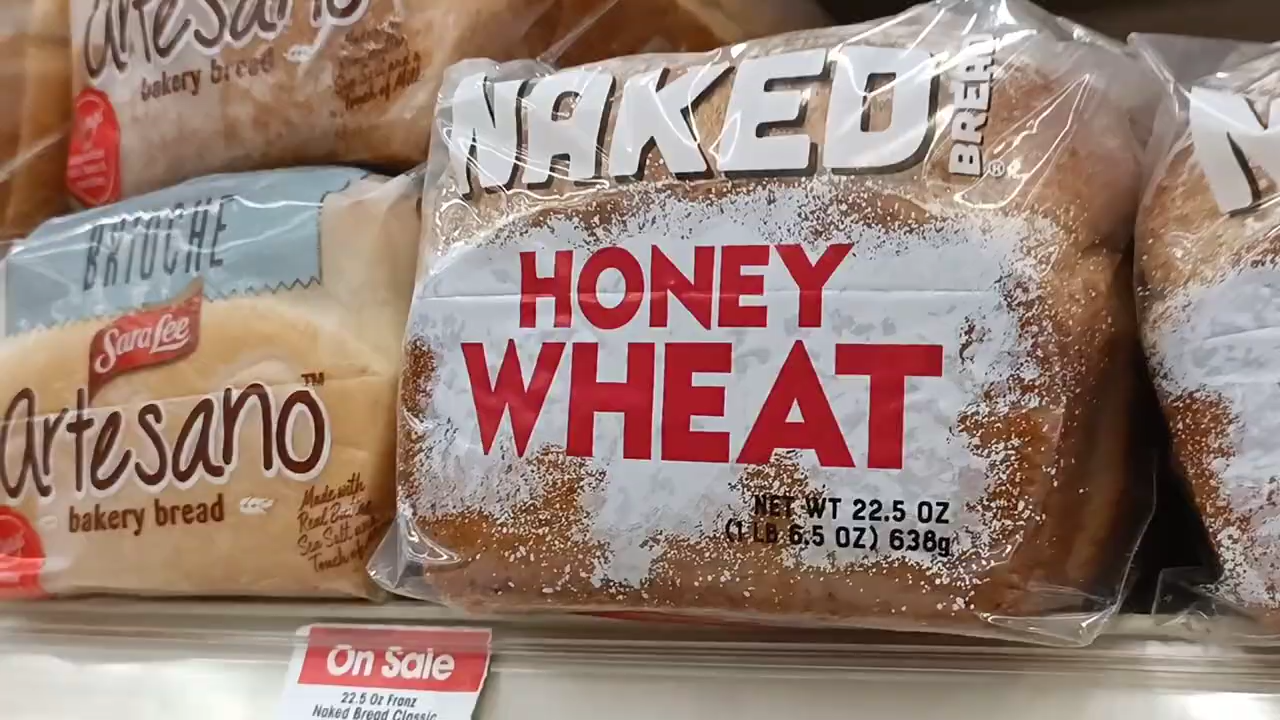 artesano
bakery bread
BRIOCHE
Sara Lee
artesano™
bakery bread
Made with
Real Butter
Sea Salt and
Touch of
NAKED
BREAD®
HONEY
WHEAT
NET WT 22.5 OZ
(1 LB 6.5 OZ) 638g
N
On Sale
22.5 Oz Franz
Naked Bread Classic